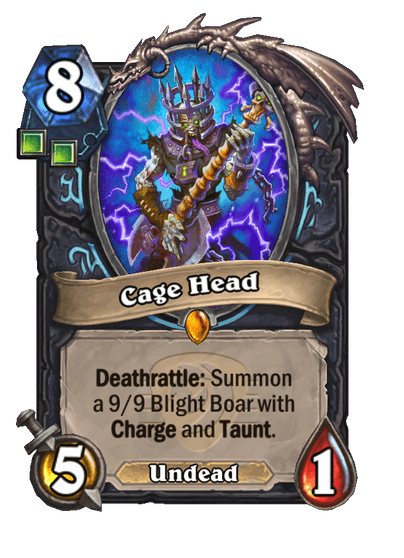 8
Cage Head
Deathrattle: Summon
a 9/9 Blight Boar with
Charge and Taunt.
5
Undead
1